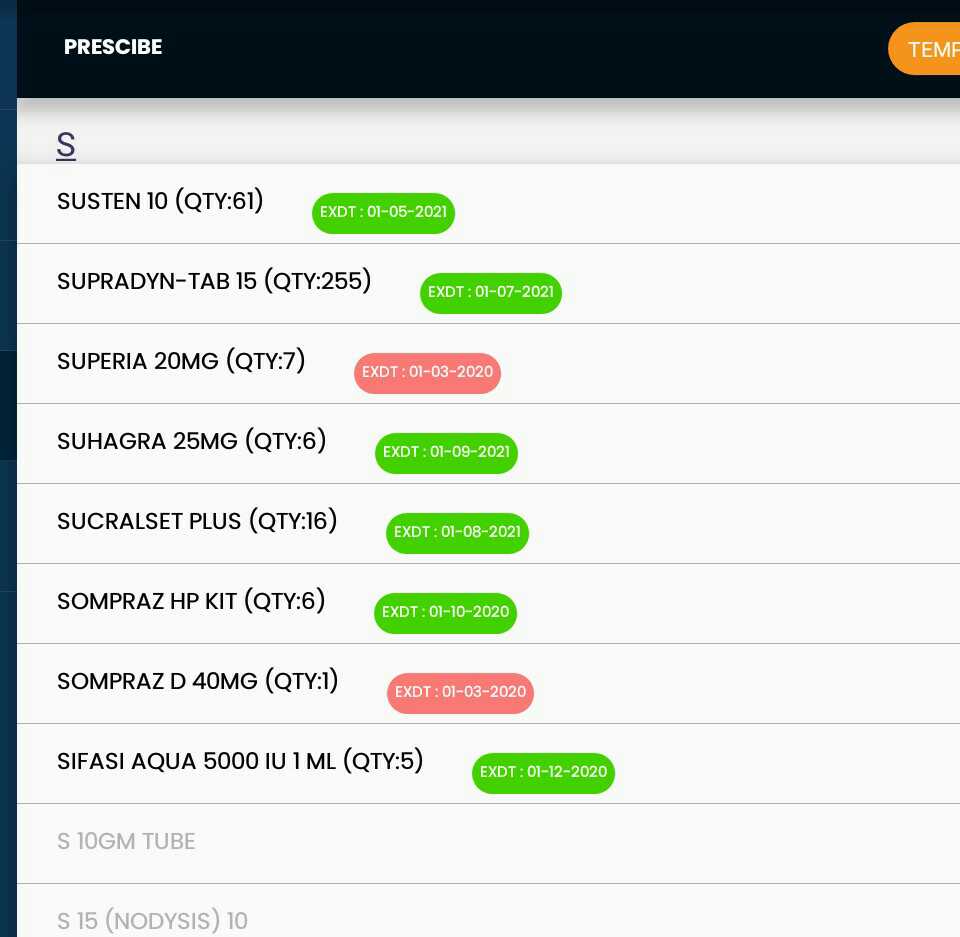 PRESCIBE
TEMP
S
SUSTEN 10 (QTY:61) EXDT : 01-05-2021
SUPRADYN-TAB 15 (QTY:255) EXDT : 01-07-2021
SUPERIA 20MG (QTY:7) EXDT : 01-03-2020
SUHAGRA 25MG (QTY:6) EXDT : 01-09-2021
SUCRALSET PLUS (QTY:16) EXDT : 01-08-2021
SOMPRAZ HP KIT (QTY:6) EXDT : 01-10-2020
SOMPRAZ D 40MG (QTY:1) EXDT : 01-03-2020
SIFASI AQUA 5000 IU 1 ML (QTY:5) EXDT : 01-12-2020
S 10GM TUBE
S 15 (NODYSIS) 10